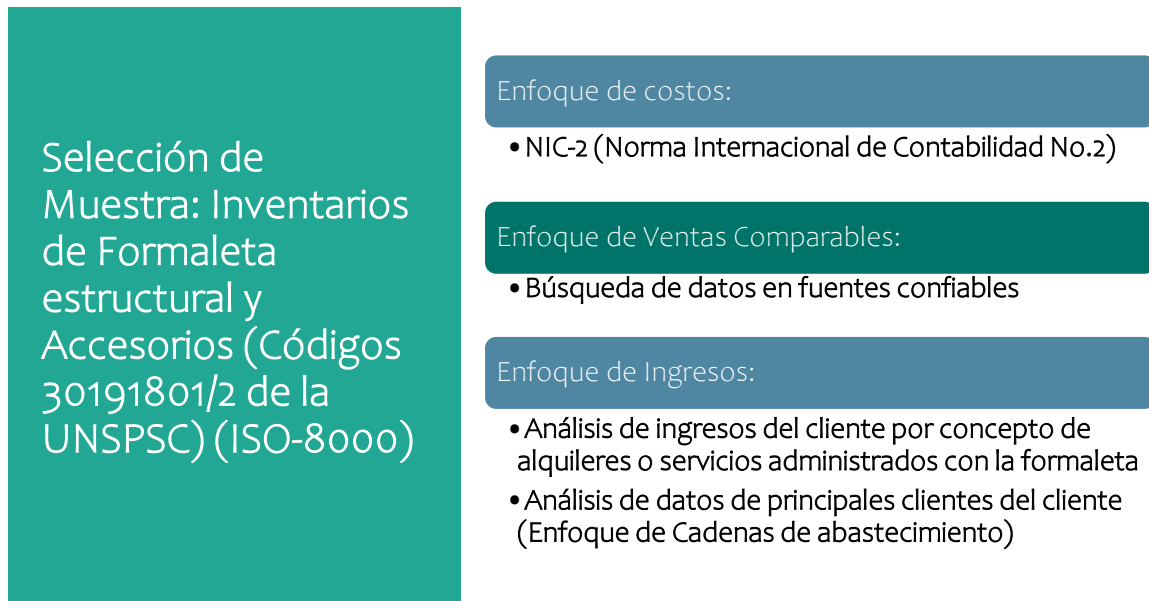 Selección de
Muestra: Inventarios
de Formaleta
estructural y
Accesorios (Códigos
30191801/2 de la
UNSPSC) (ISO-8000)
Enfoque de costos:
•NIC-2 (Norma Internacional de Contabilidad No.2)
Enfoque de Ventas Comparables:
•Búsqueda de datos en fuentes confiables
Enfoque de Ingresos:
•Análisis de ingresos del cliente por concepto de
alquileres o servicios administrados con la formaleta
•Análisis de datos de principales clientes del cliente
(Enfoque de Cadenas de abastecimiento)